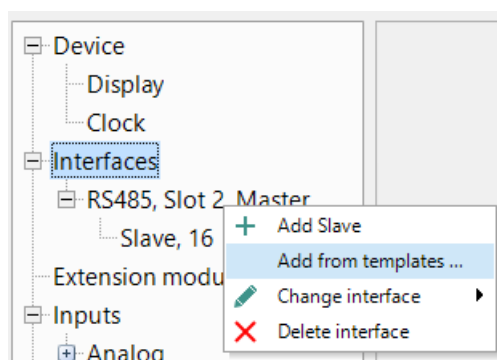 Device
Display
Clock
Interfaces
RS485, Slot 2, Master
Slave, 16
Extension modu
Inputs
Analog
Add Slave
Add from templates ...
Change interface
Delete interface